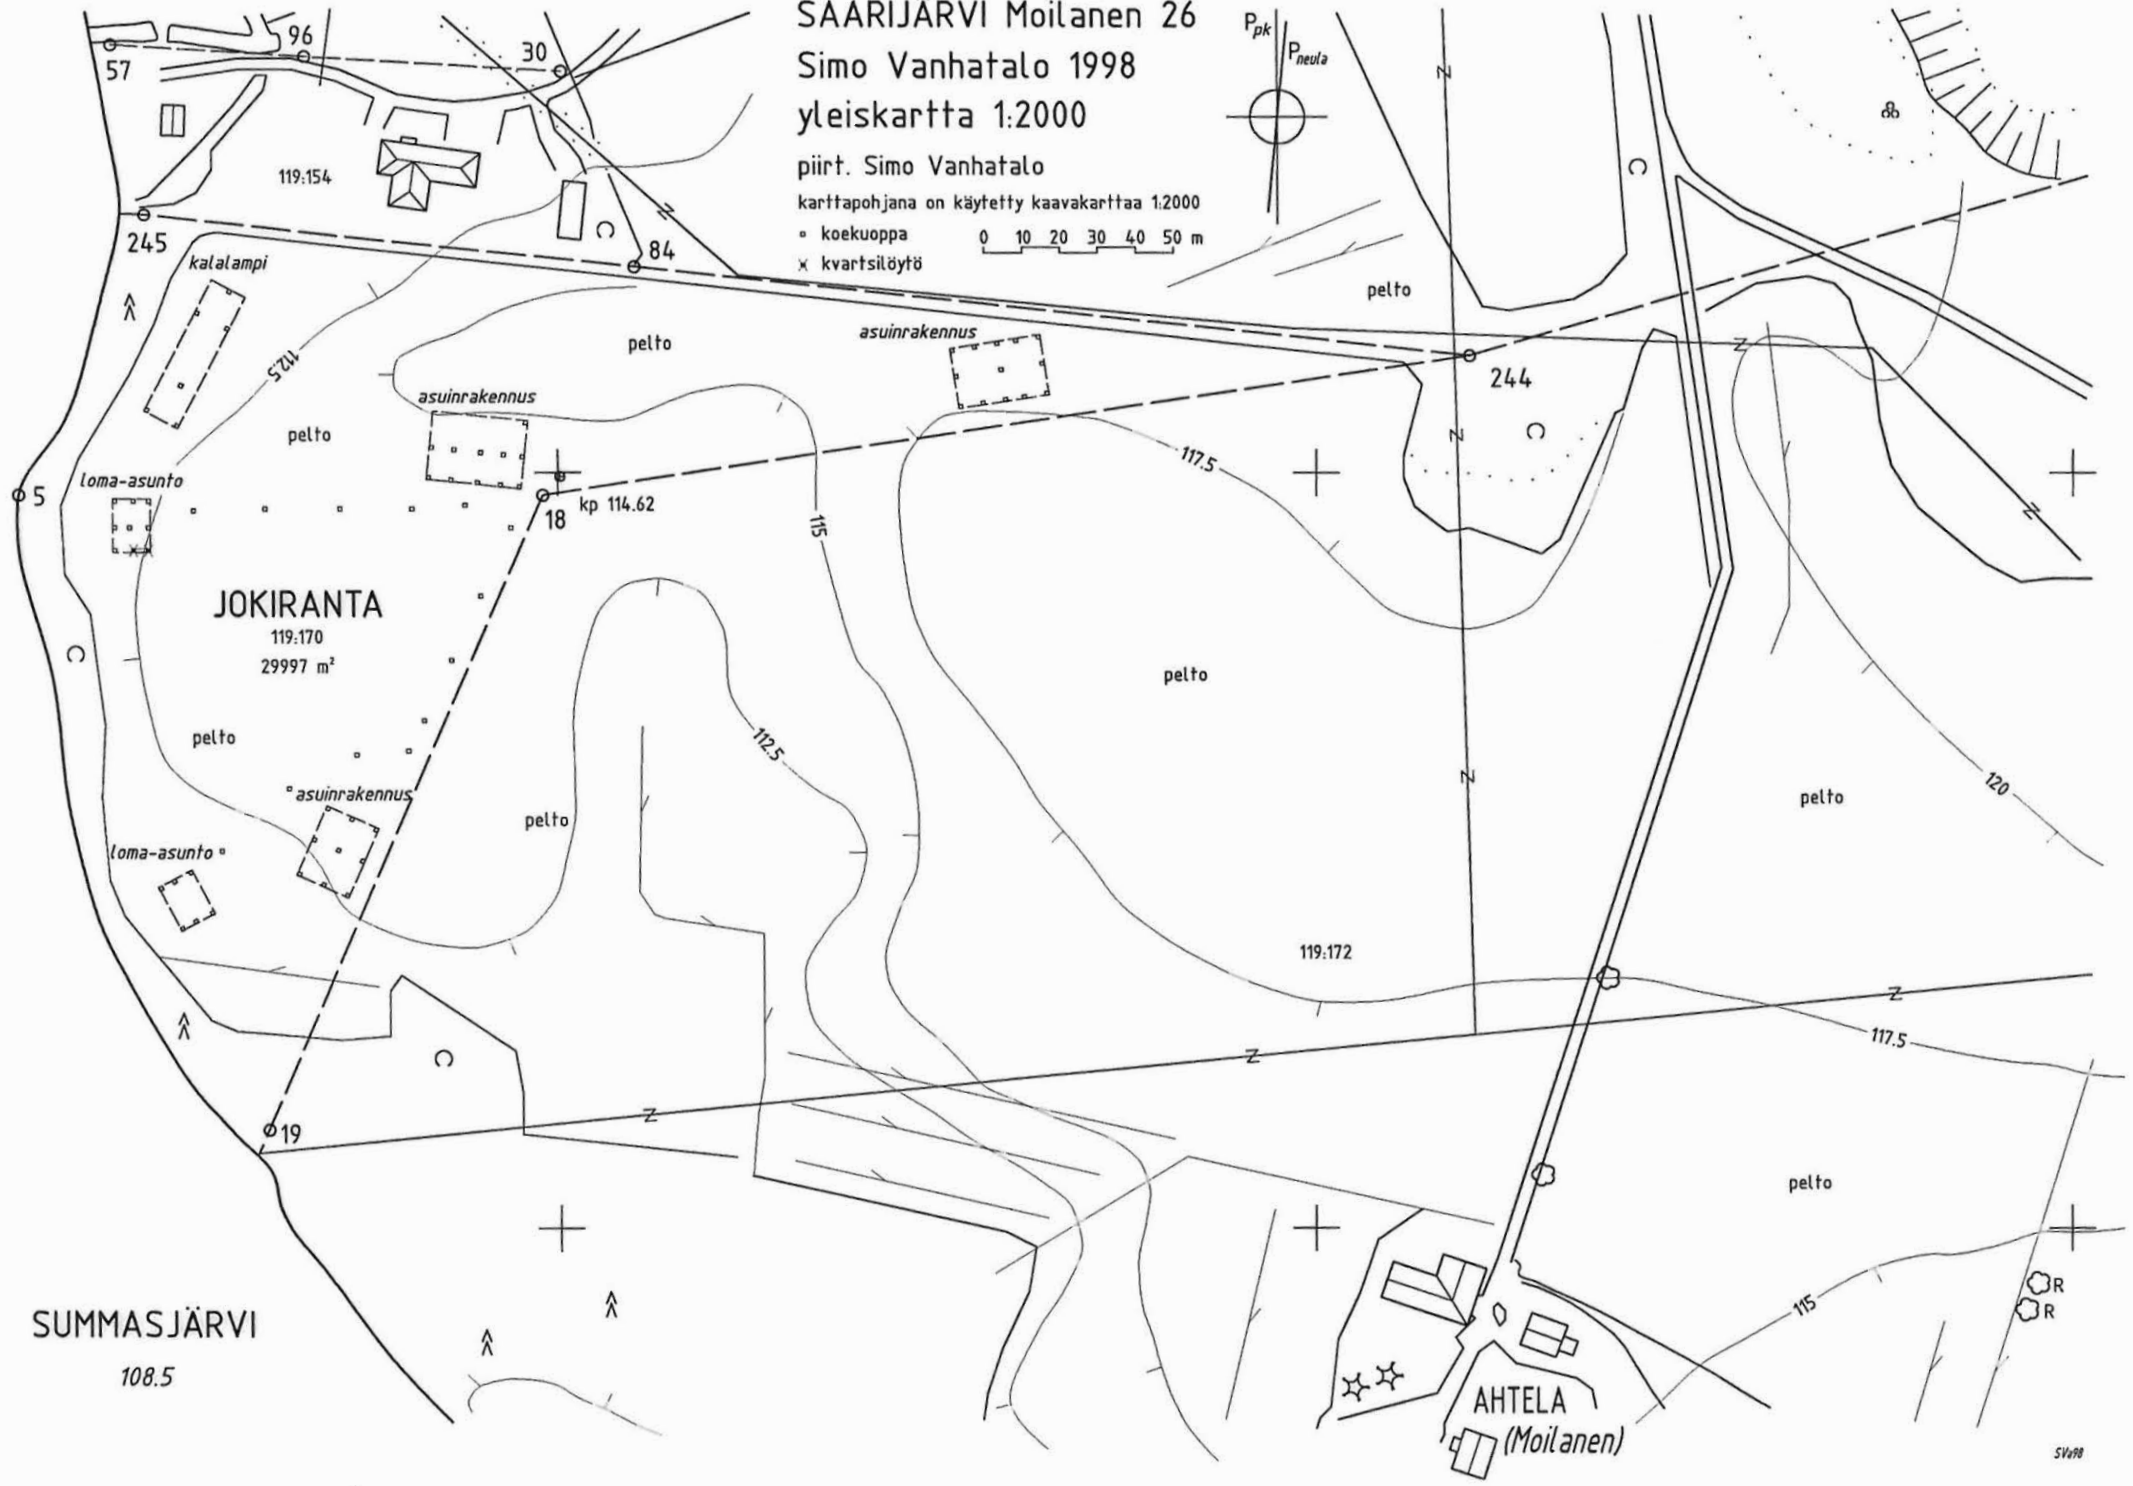 SAARIJÄRVI Moilanen 26
Simo Vanhatalo 1998
yleiskartta 1:2000
piirt. Simo Vanhatalo
karttapohjana on käytetty kaavakarttaa 1:2000
▫ koekuoppa
x kvartsilöytö
0 10 20 30 40 50 m
Ppk
Pneula
57
96
30
119:154
245
84
kalalampi
112.5
pelto
asuinrakennus
pelto
244
asuinrakennus
pelto
loma-asunto
5
18
kp 114.62
115
117.5
JOKIRANTA
119:170
29997 m²
pelto
pelto
112.5
asuinrakennus
pelto
loma-asunto
pelto
120
119:172
117.5
19
pelto
SUMMASJÄRVI
108.5
115
R
R
AHTELA
(Moilanen)
SVa98